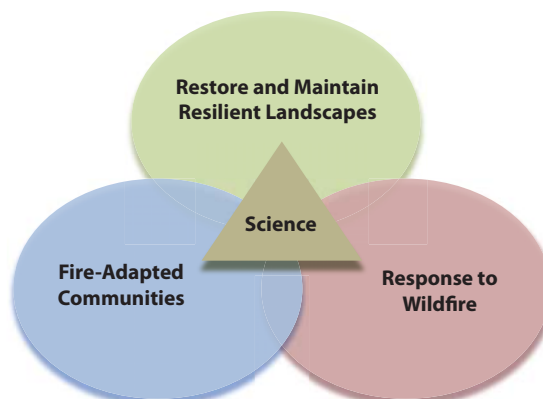 Restore and Maintain
Resilient Landscapes
Science
Fire-Adapted
Communities
Response to
Wildfire